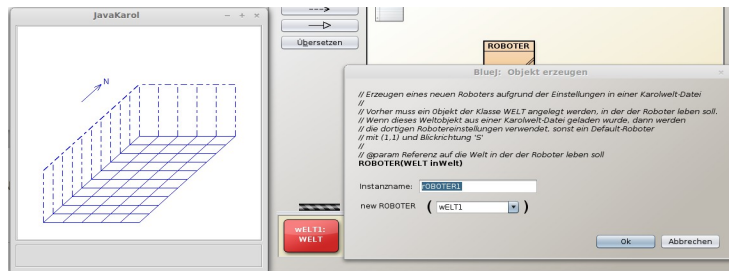 JavaKarol
N
Übersetzen
ROBOTER
BlueJ: Objekt erzeugen
// Erzeugen eines neuen Roboters aufgrund der Einstellungen in einer Karolwelt-Datei
//
// Vorher muss ein Objekt der Klasse WELT angelegt werden, in der der Roboter leben soll.
// Wenn dieses Weltobjekt aus einer Karolwelt-Datei geladen wurde, dann werden
// die dortigen Robotereinstellungen verwendet, sonst ein Default-Roboter
// mit (1,1) und Blickrichtung 'S'
//
// @param Referenz auf die Welt in der der Roboter leben soll
ROBOTER(WELT inWelt)
Instanzname: rOBOTER1
new ROBOTER ( wELT1 )
wELT1:
WELT
Ok Abbrechen